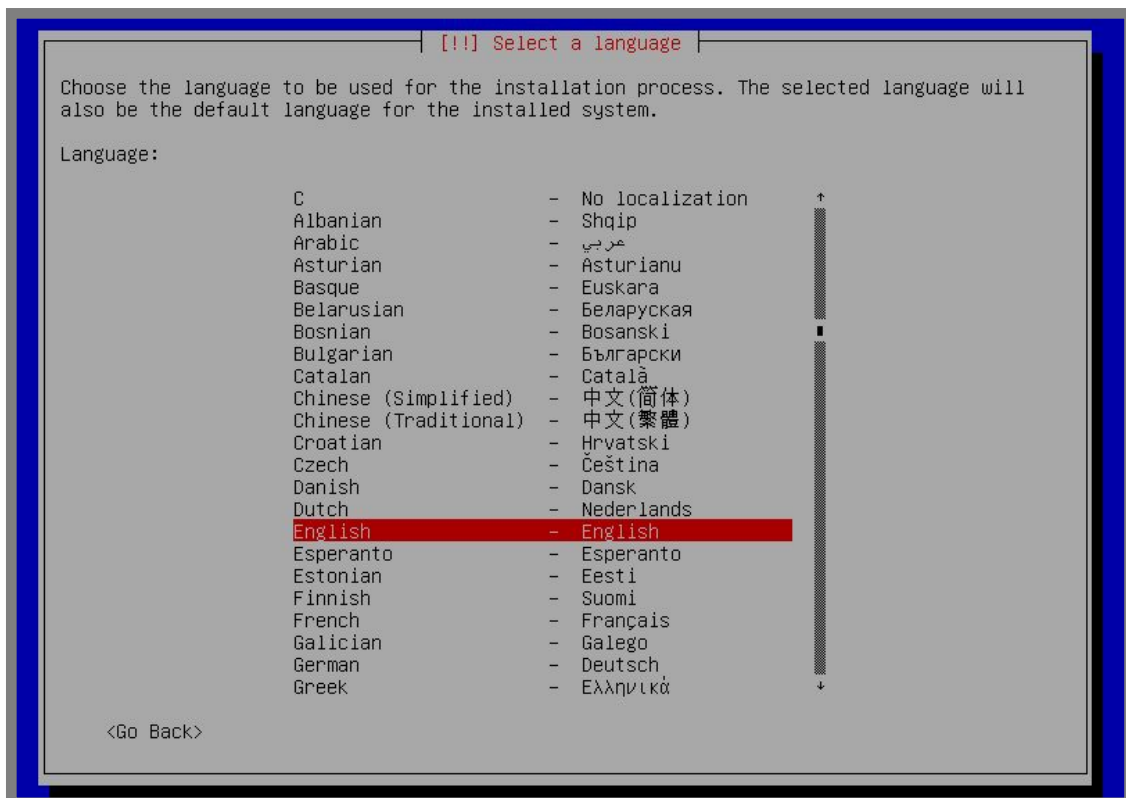 [!!] Select a language
Choose the language to be used for the installation process. The selected language will
also be the default language for the installed system.
Language:
C - No localization
Albanian - Shqip
Arabic - عربي
Asturian - Asturianu
Basque - Euskara
Belarusian - Беларуская
Bosnian - Bosanski
Bulgarian - Български
Catalan - Català
Chinese (Simplified) - 中文(简体)
Chinese (Traditional) - 中文(繁體)
Croatian - Hrvatski
Czech - Čeština
Danish - Dansk
Dutch - Nederlands
English - English
Esperanto - Esperanto
Estonian - Eesti
Finnish - Suomi
French - Français
Galician - Galego
German - Deutsch
Greek - Ελληνικά
<Go Back>